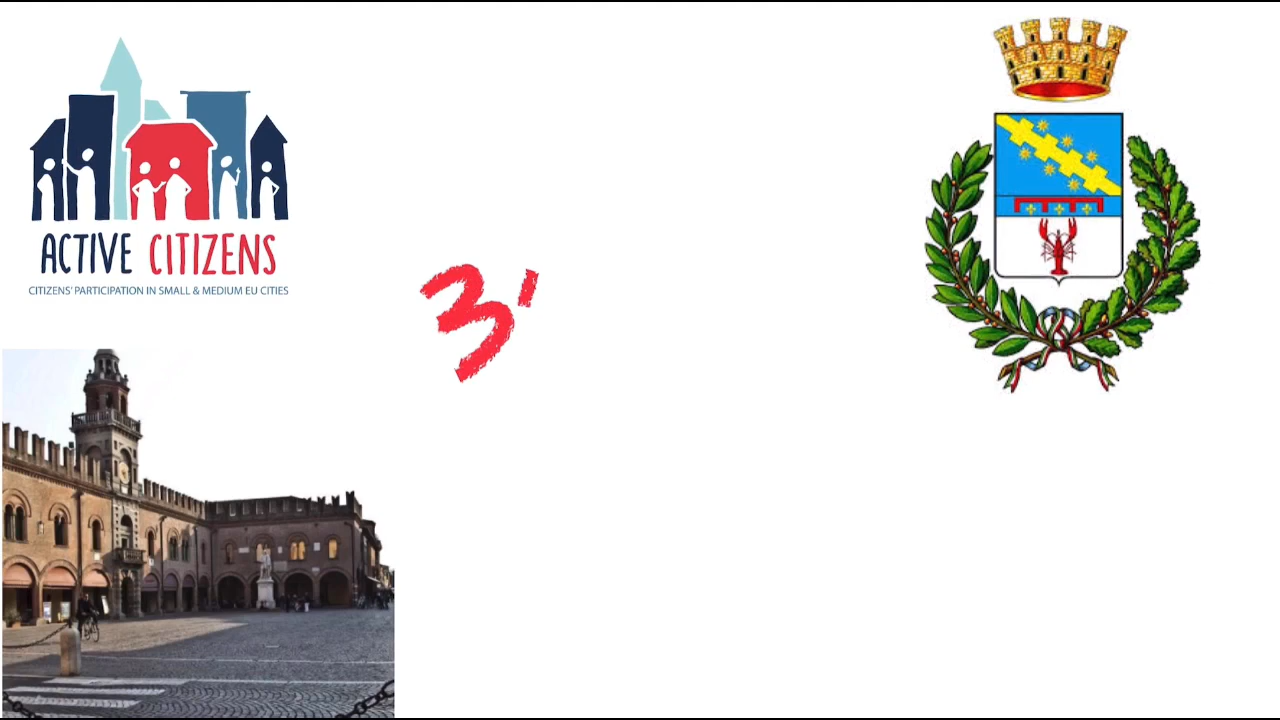 ACTIVE CITIZENS
CITIZENS' PARTICIPATION IN SMALL & MEDIUM EU CITIES
3'